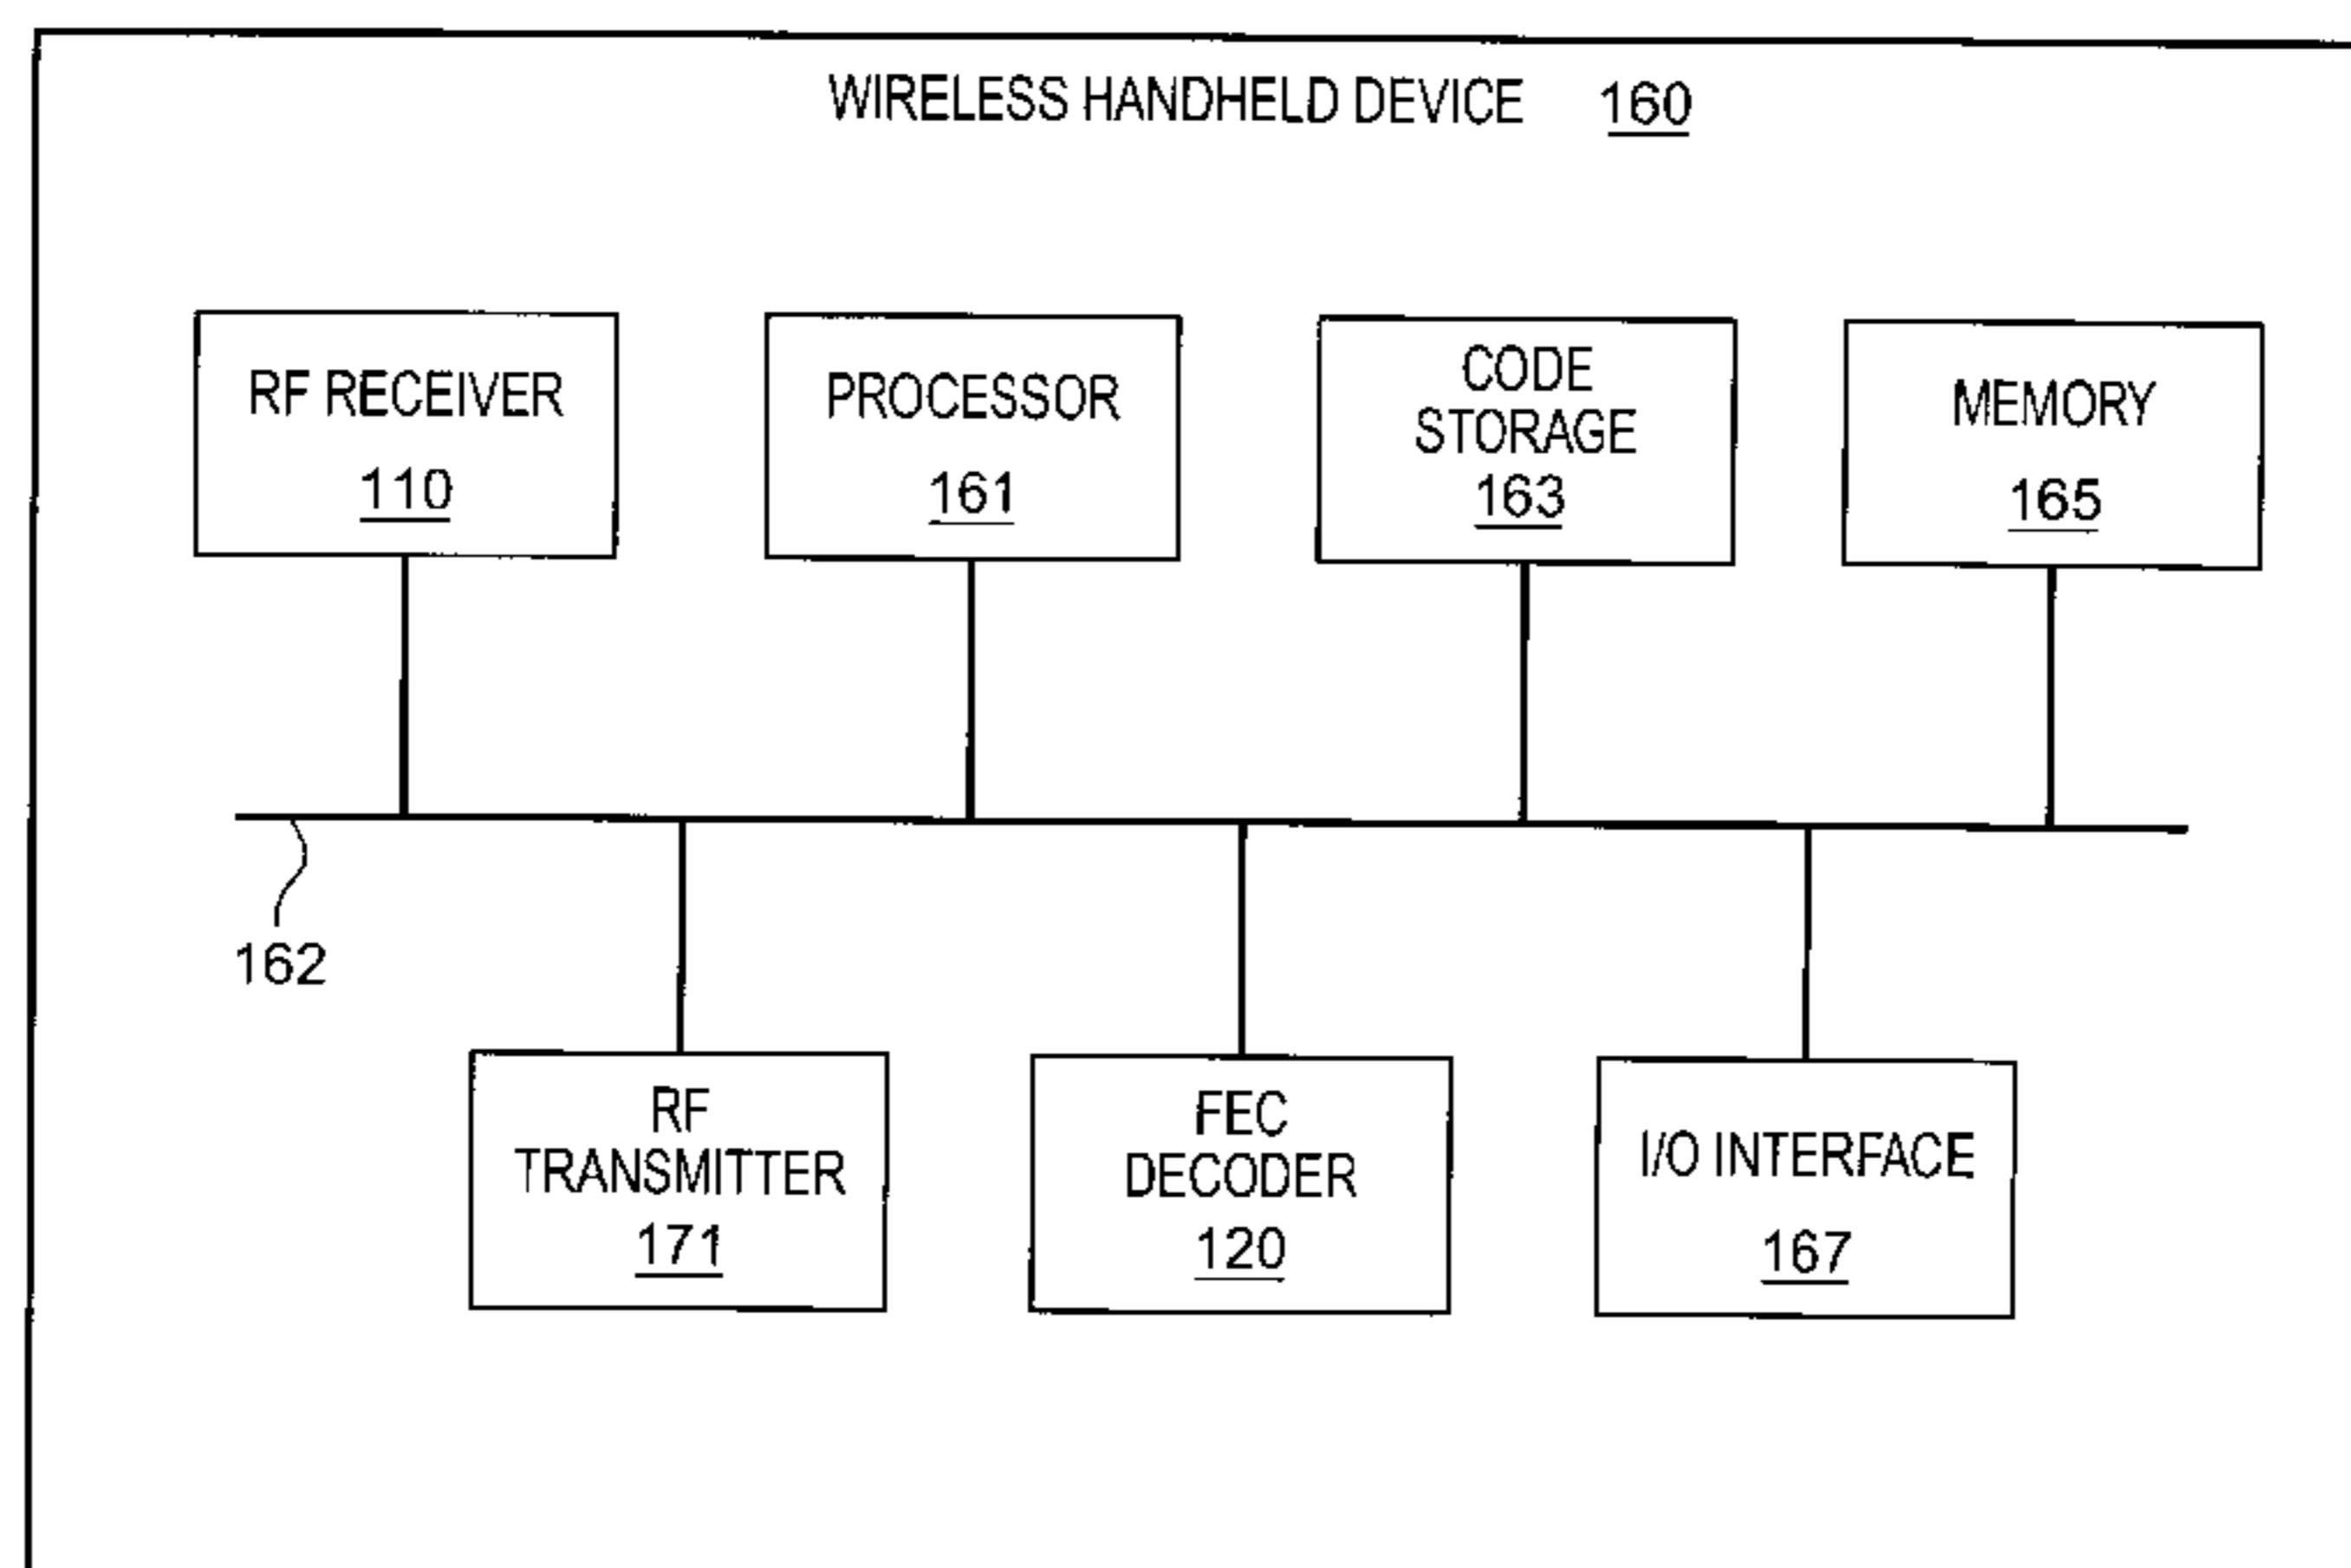 WIRELESS HANDHELD DEVICE 160
RF RECEIVER
110
PROCESSOR
161
CODE
STORAGE
163
MEMORY
165
162
RF
TRANSMITTER
171
FEC
DECODER
120
I/O INTERFACE
167